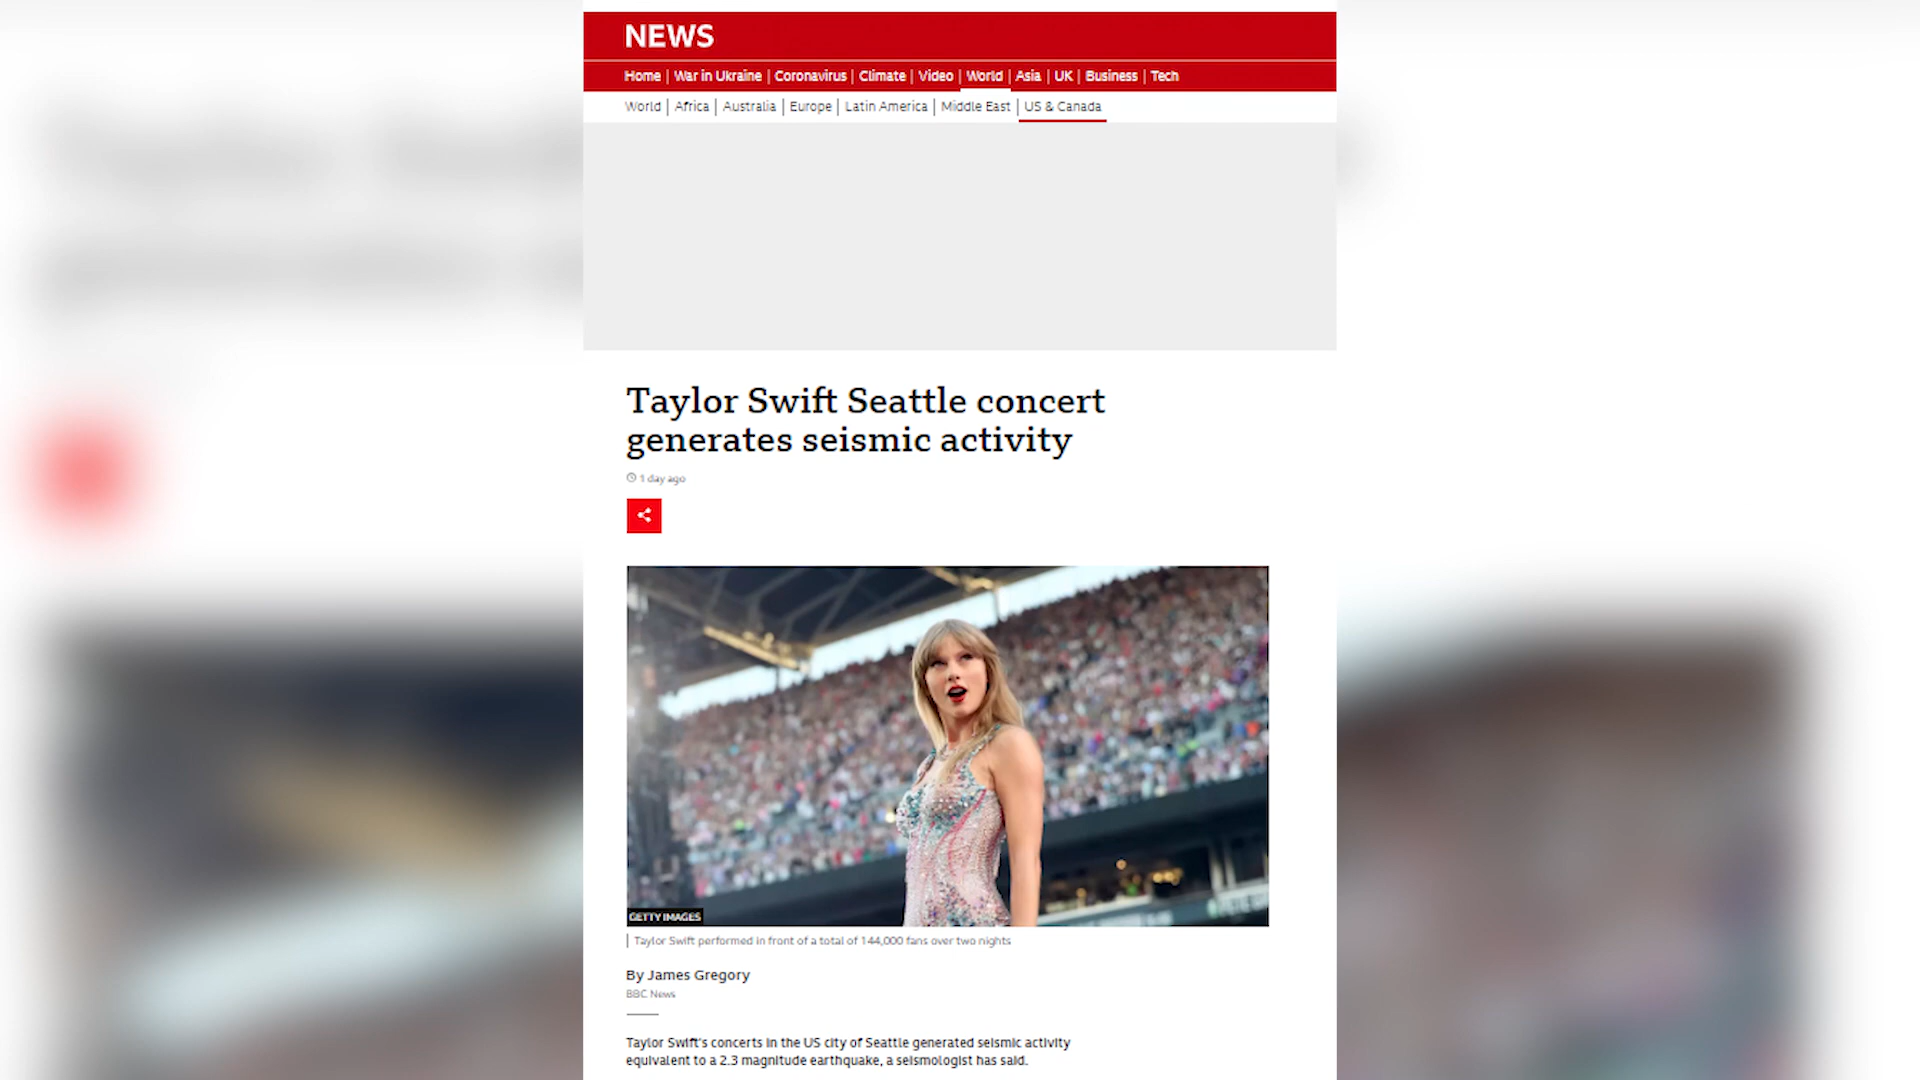 NEWS
Home | War in Ukraine | Coronavirus | Climate | Video | World | Asia | UK | Business | Tech
World | Africa | Australia | Europe | Latin America | Middle East | US & Canada
Taylor Swift Seattle concert
generates seismic activity
1 day ago
GETTY IMAGES
Taylor Swift performed in front of a total of 144,000 fans over two nights
By James Gregory
BBC News
Taylor Swift's concerts in the US city of Seattle generated seismic activity
equivalent to a 2.3 magnitude earthquake, a seismologist has said.